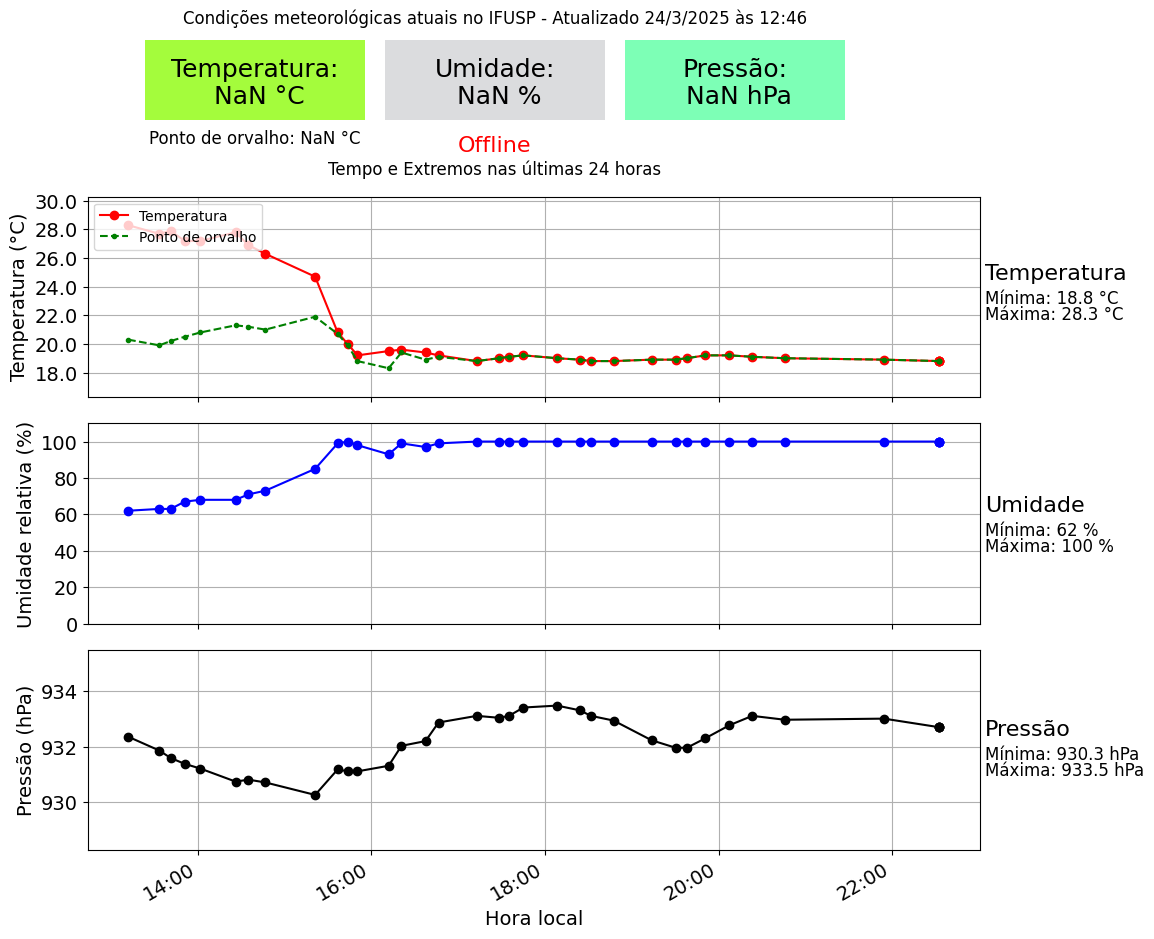 Condições meteorológicas atuais no IFUSP - Atualizado 24/3/2025 às 12:46
Temperatura:
NaN °C
Umidade:
NaN %
Pressão:
NaN hPa
Ponto de orvalho: NaN °C
Offline
Tempo e Extremos nas últimas 24 horas
Temperatura (°C)
30.0
28.0
26.0
24.0
22.0
20.0
18.0
Temperatura
Ponto de orvalho
Temperatura
Mínima: 18.8 °C
Máxima: 28.3 °C
Umidade relativa (%)
100
80
60
40
20
0
Umidade
Mínima: 62 %
Máxima: 100 %
Pressão (hPa)
934
932
930
Pressão
Mínima: 930.3 hPa
Máxima: 933.5 hPa
14:00
16:00
18:00
20:00
22:00
Hora local